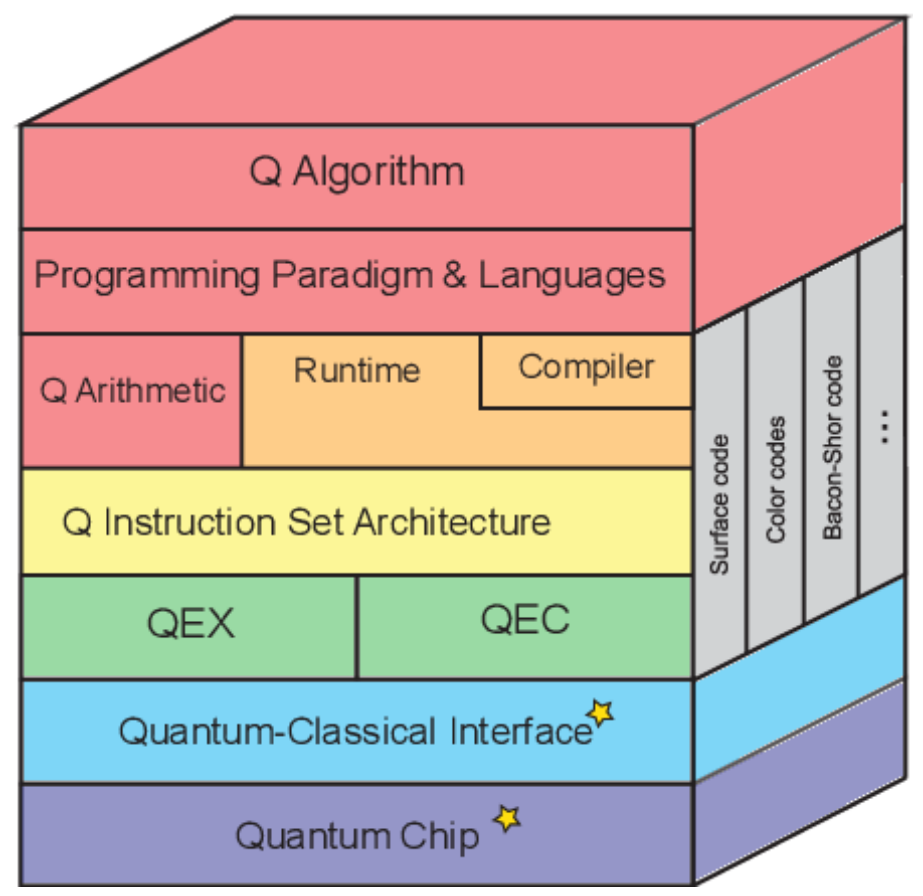 Q Algorithm
Programming Paradigm & Languages
Q Arithmetic
Runtime
Compiler
Q Instruction Set Architecture
QEX
QEC
Quantum-Classical Interface
Quantum Chip
Surface code
Color codes
Bacon-Shor code
...